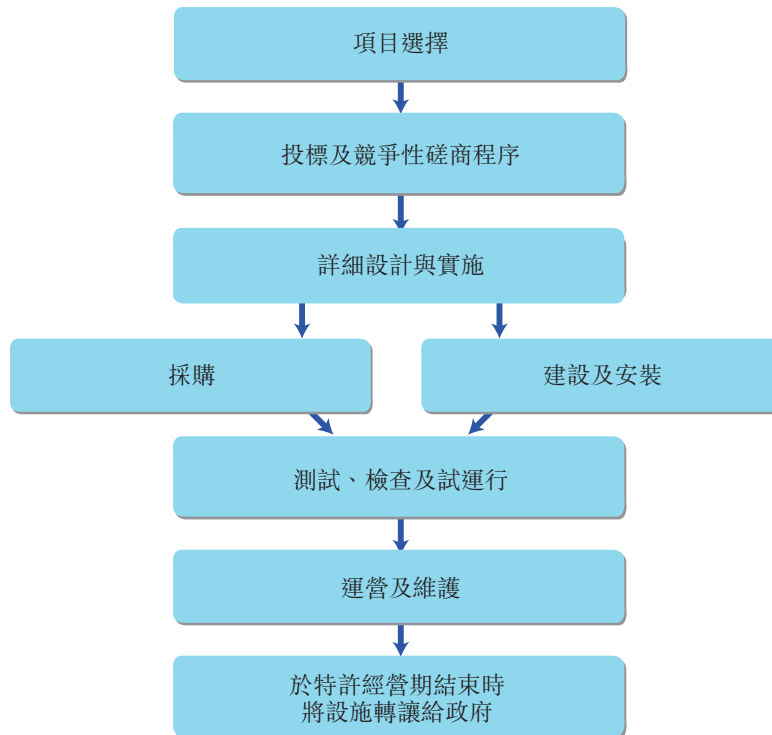 項目選擇
投標及競爭性磋商程序
詳細設計與實施
採購
建設及安裝
測試、檢查及試運行
運營及維護
於特許經營期結束時
將設施轉讓給政府